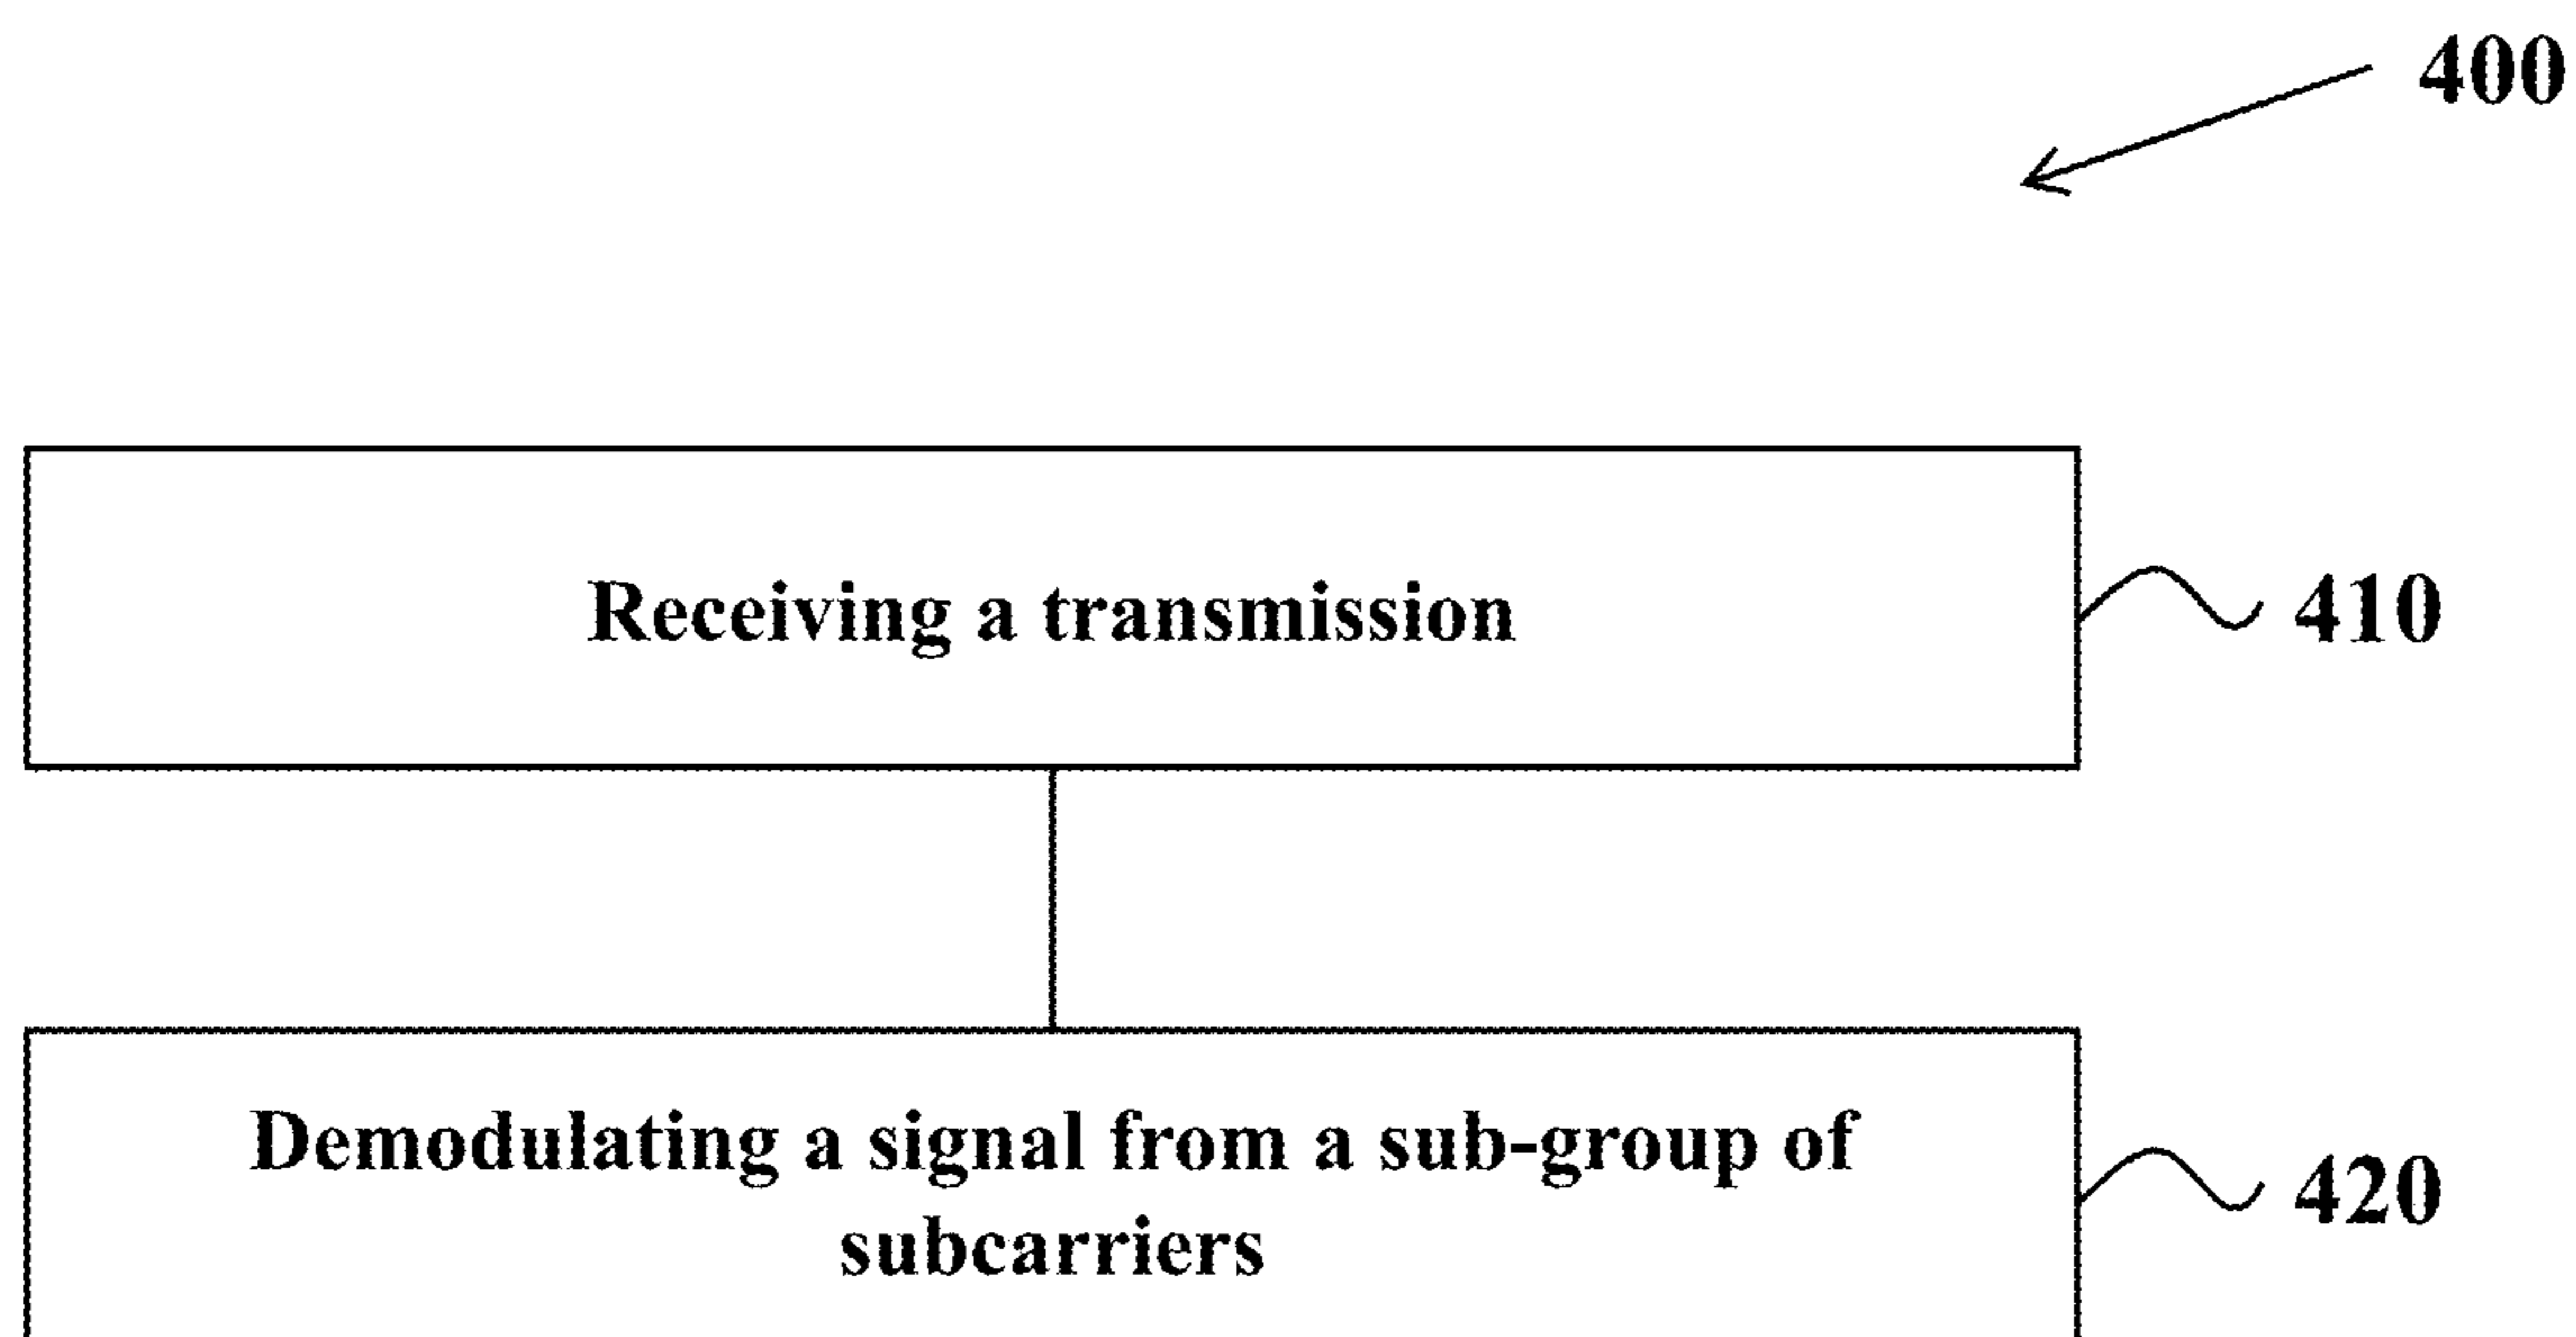 400
Receiving a transmission
410
Demodulating a signal from a sub-group of
subcarriers
420